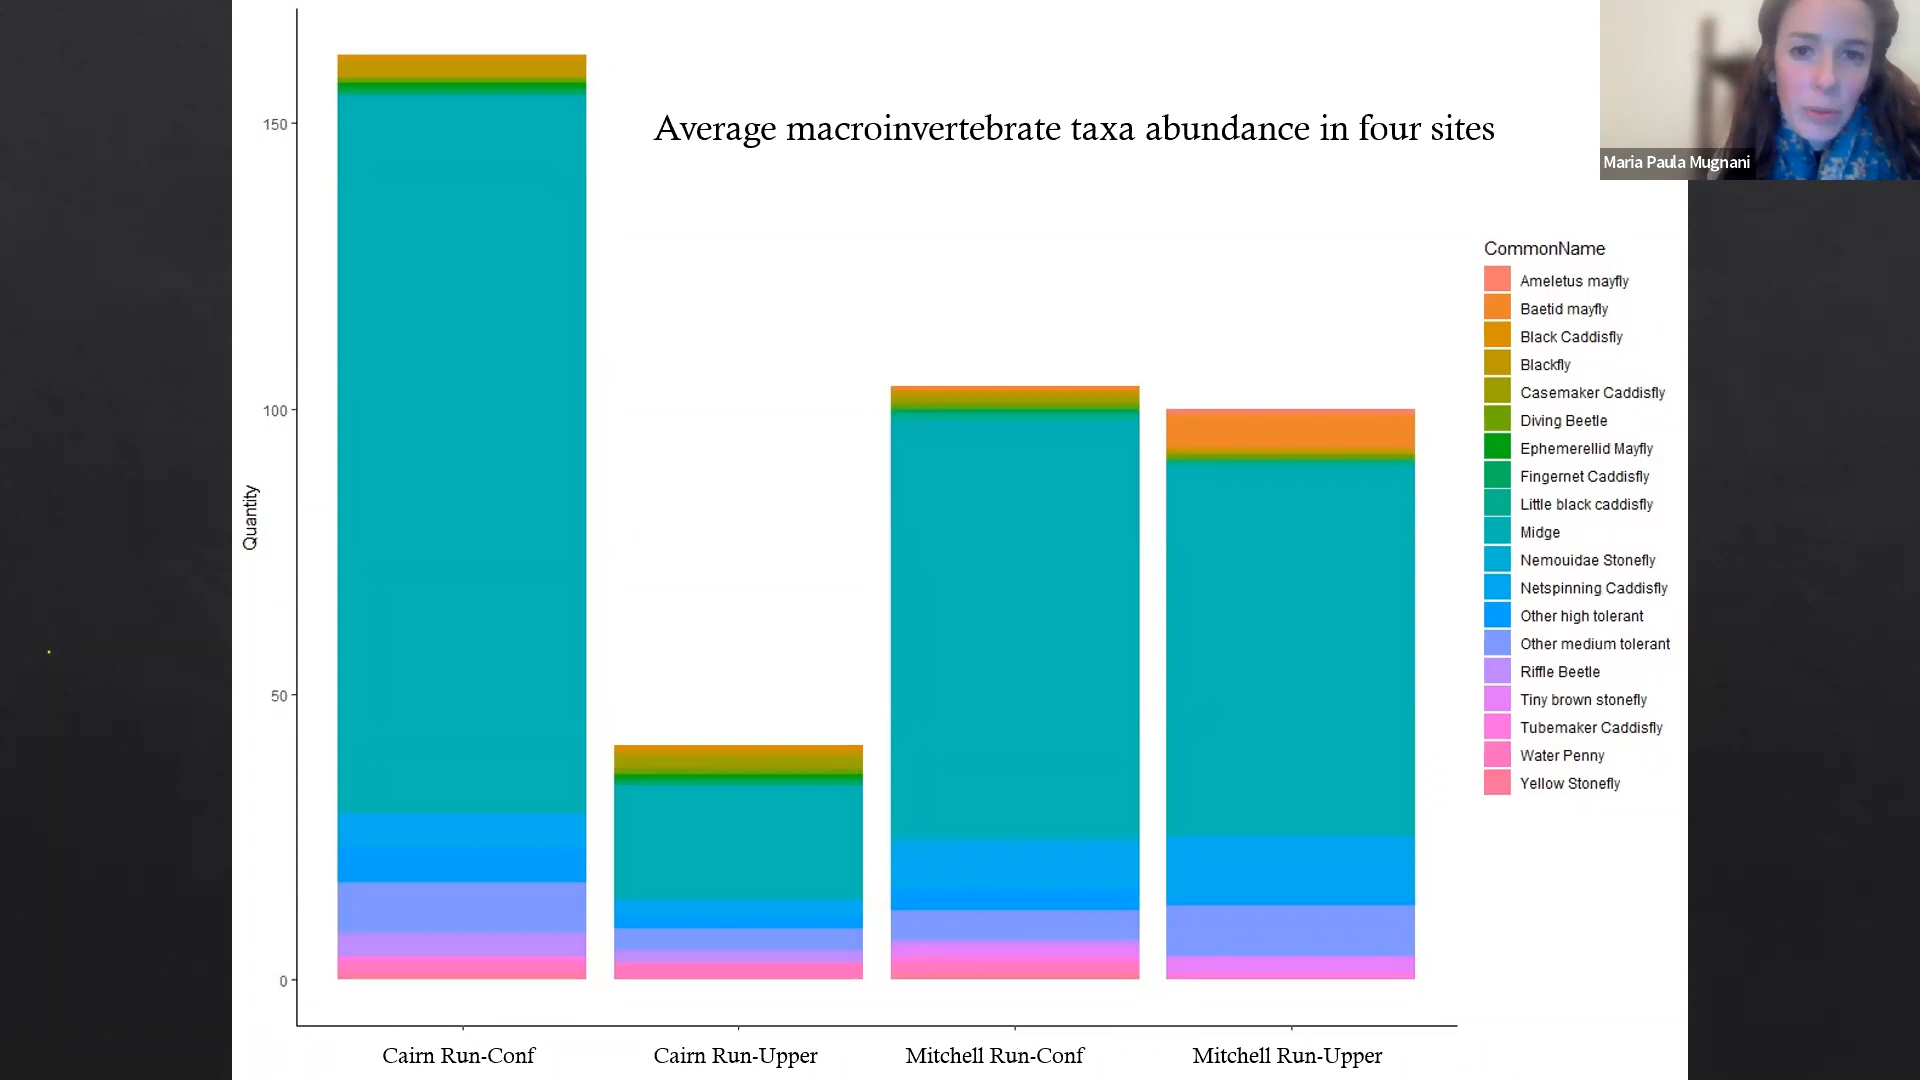 Average macroinvertebrate taxa abundance in four sites
Maria Paula Mugnani
150
100
50
0
Quantity
CommonName
Ameletus mayfly
Baetid mayfly
Black Caddisfly
Blackfly
Casemaker Caddisfly
Diving Beetle
Ephemerellid Mayfly
Fingernet Caddisfly
Little black caddisfly
Midge
Nemouidae Stonefly
Netspinning Caddisfly
Other high tolerant
Other medium tolerant
Riffle Beetle
Tiny brown stonefly
Tubemaker Caddisfly
Water Penny
Yellow Stonefly
Cairn Run-Conf
Cairn Run-Upper
Mitchell Run-Conf
Mitchell Run-Upper